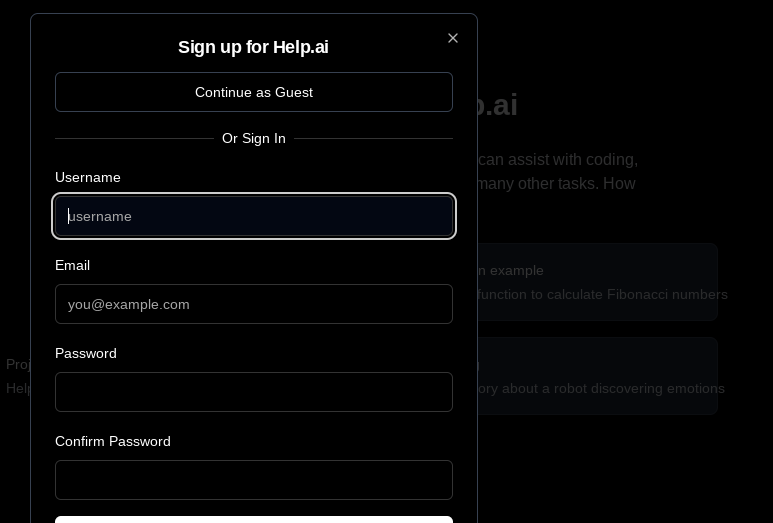 Sign up for Help.ai
Continue as Guest
Or Sign In
Username
username
Email
you@example.com
Password
Confirm Password
p.ai
can assist with coding,
many other tasks. How
n example
function to calculate Fibonacci numbers
Proj
Help
ory about a robot discovering emotions